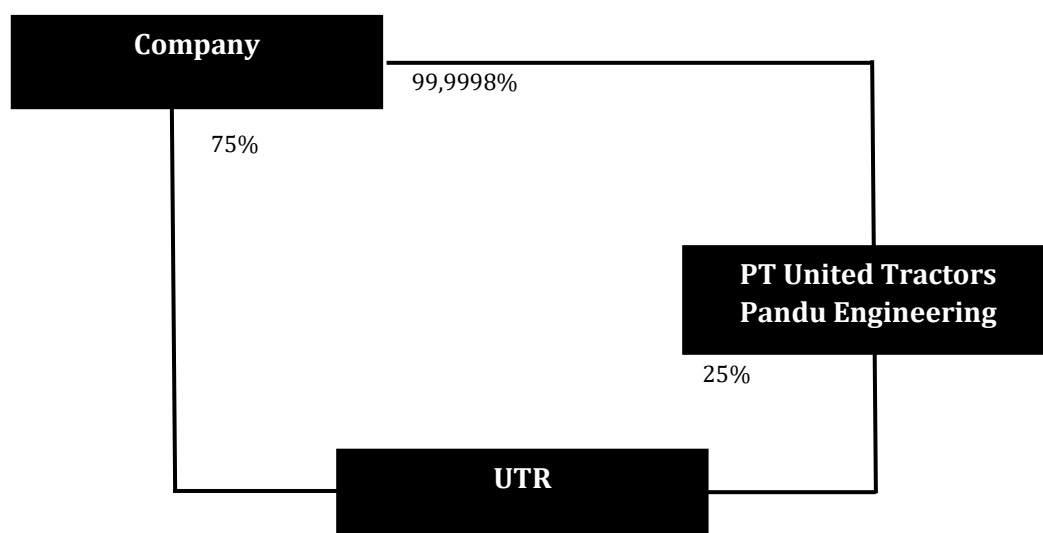 Company
99,9998%
75%
PT United Tractors
Pandu Engineering
25%
UTR